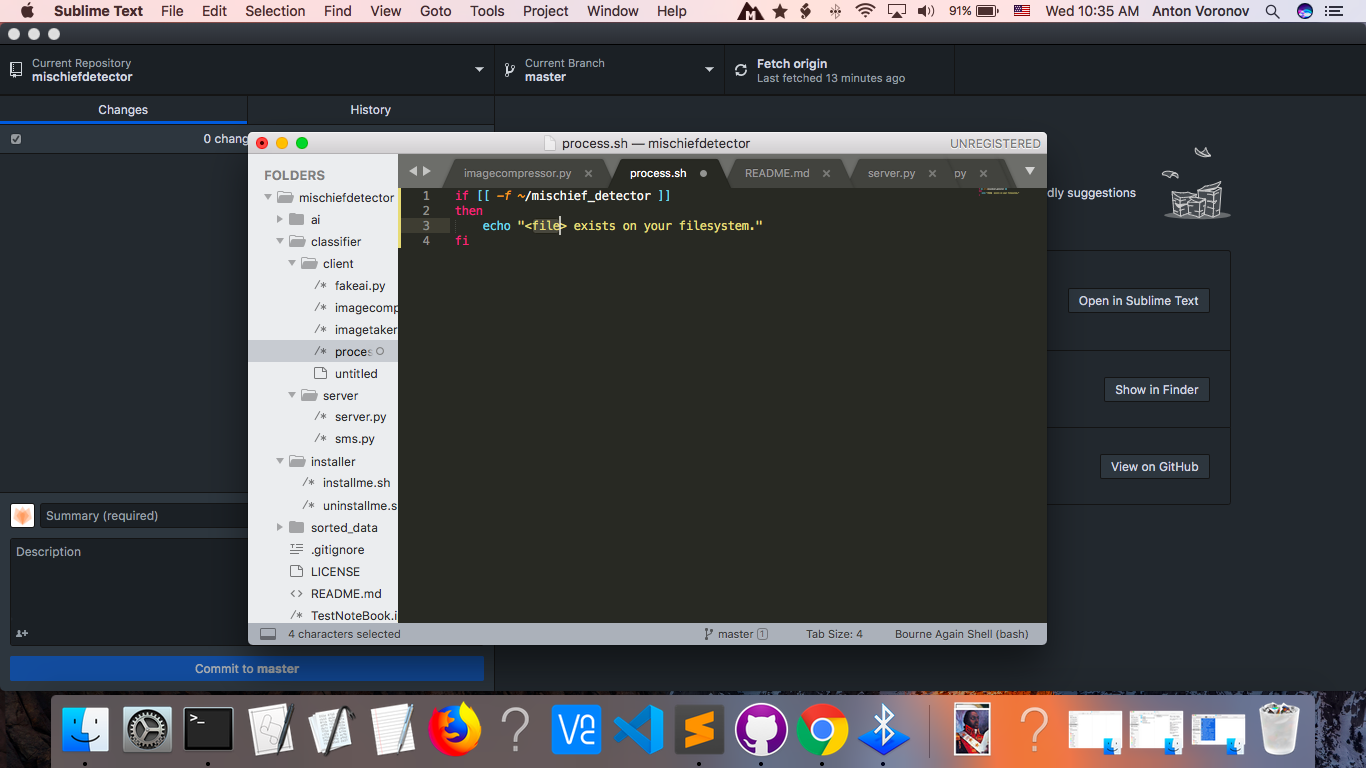 Sublime Text File Edit Selection Find View Goto Tools Project Window Help 91% Wed 10:35 AM Anton Voronov
Current Repository
mischiefdetector
Current Branch
master
Fetch origin
Last fetched 13 minutes ago
Changes
History
0 chang
process.sh — mischiefdetector
UNREGISTERED
imagecompressor.py
process.sh
README.md
server.py
py
FOLDERS
mischiefdetector
ai
classifier
client
/* fakeai.py
/* imagecomp
/* imagetaker
/* proces
untitled
server
/* server.py
/* sms.py
installer
/* installme.sh
/* uninstallme.s
sorted_data
.gitignore
LICENSE
<> README.md
/* TestNoteBook.i
1 if [[ -f ~/mischief_detector ]]
2 then
3 echo "<file> exists on your filesystem."
4 fi
dly suggestions
Open in Sublime Text
Show in Finder
View on GitHub
Summary (required)
Description
Commit to master
4 characters selected
master 1
Tab Size: 4
Bourne Again Shell (bash)
>_
? 
V2
?